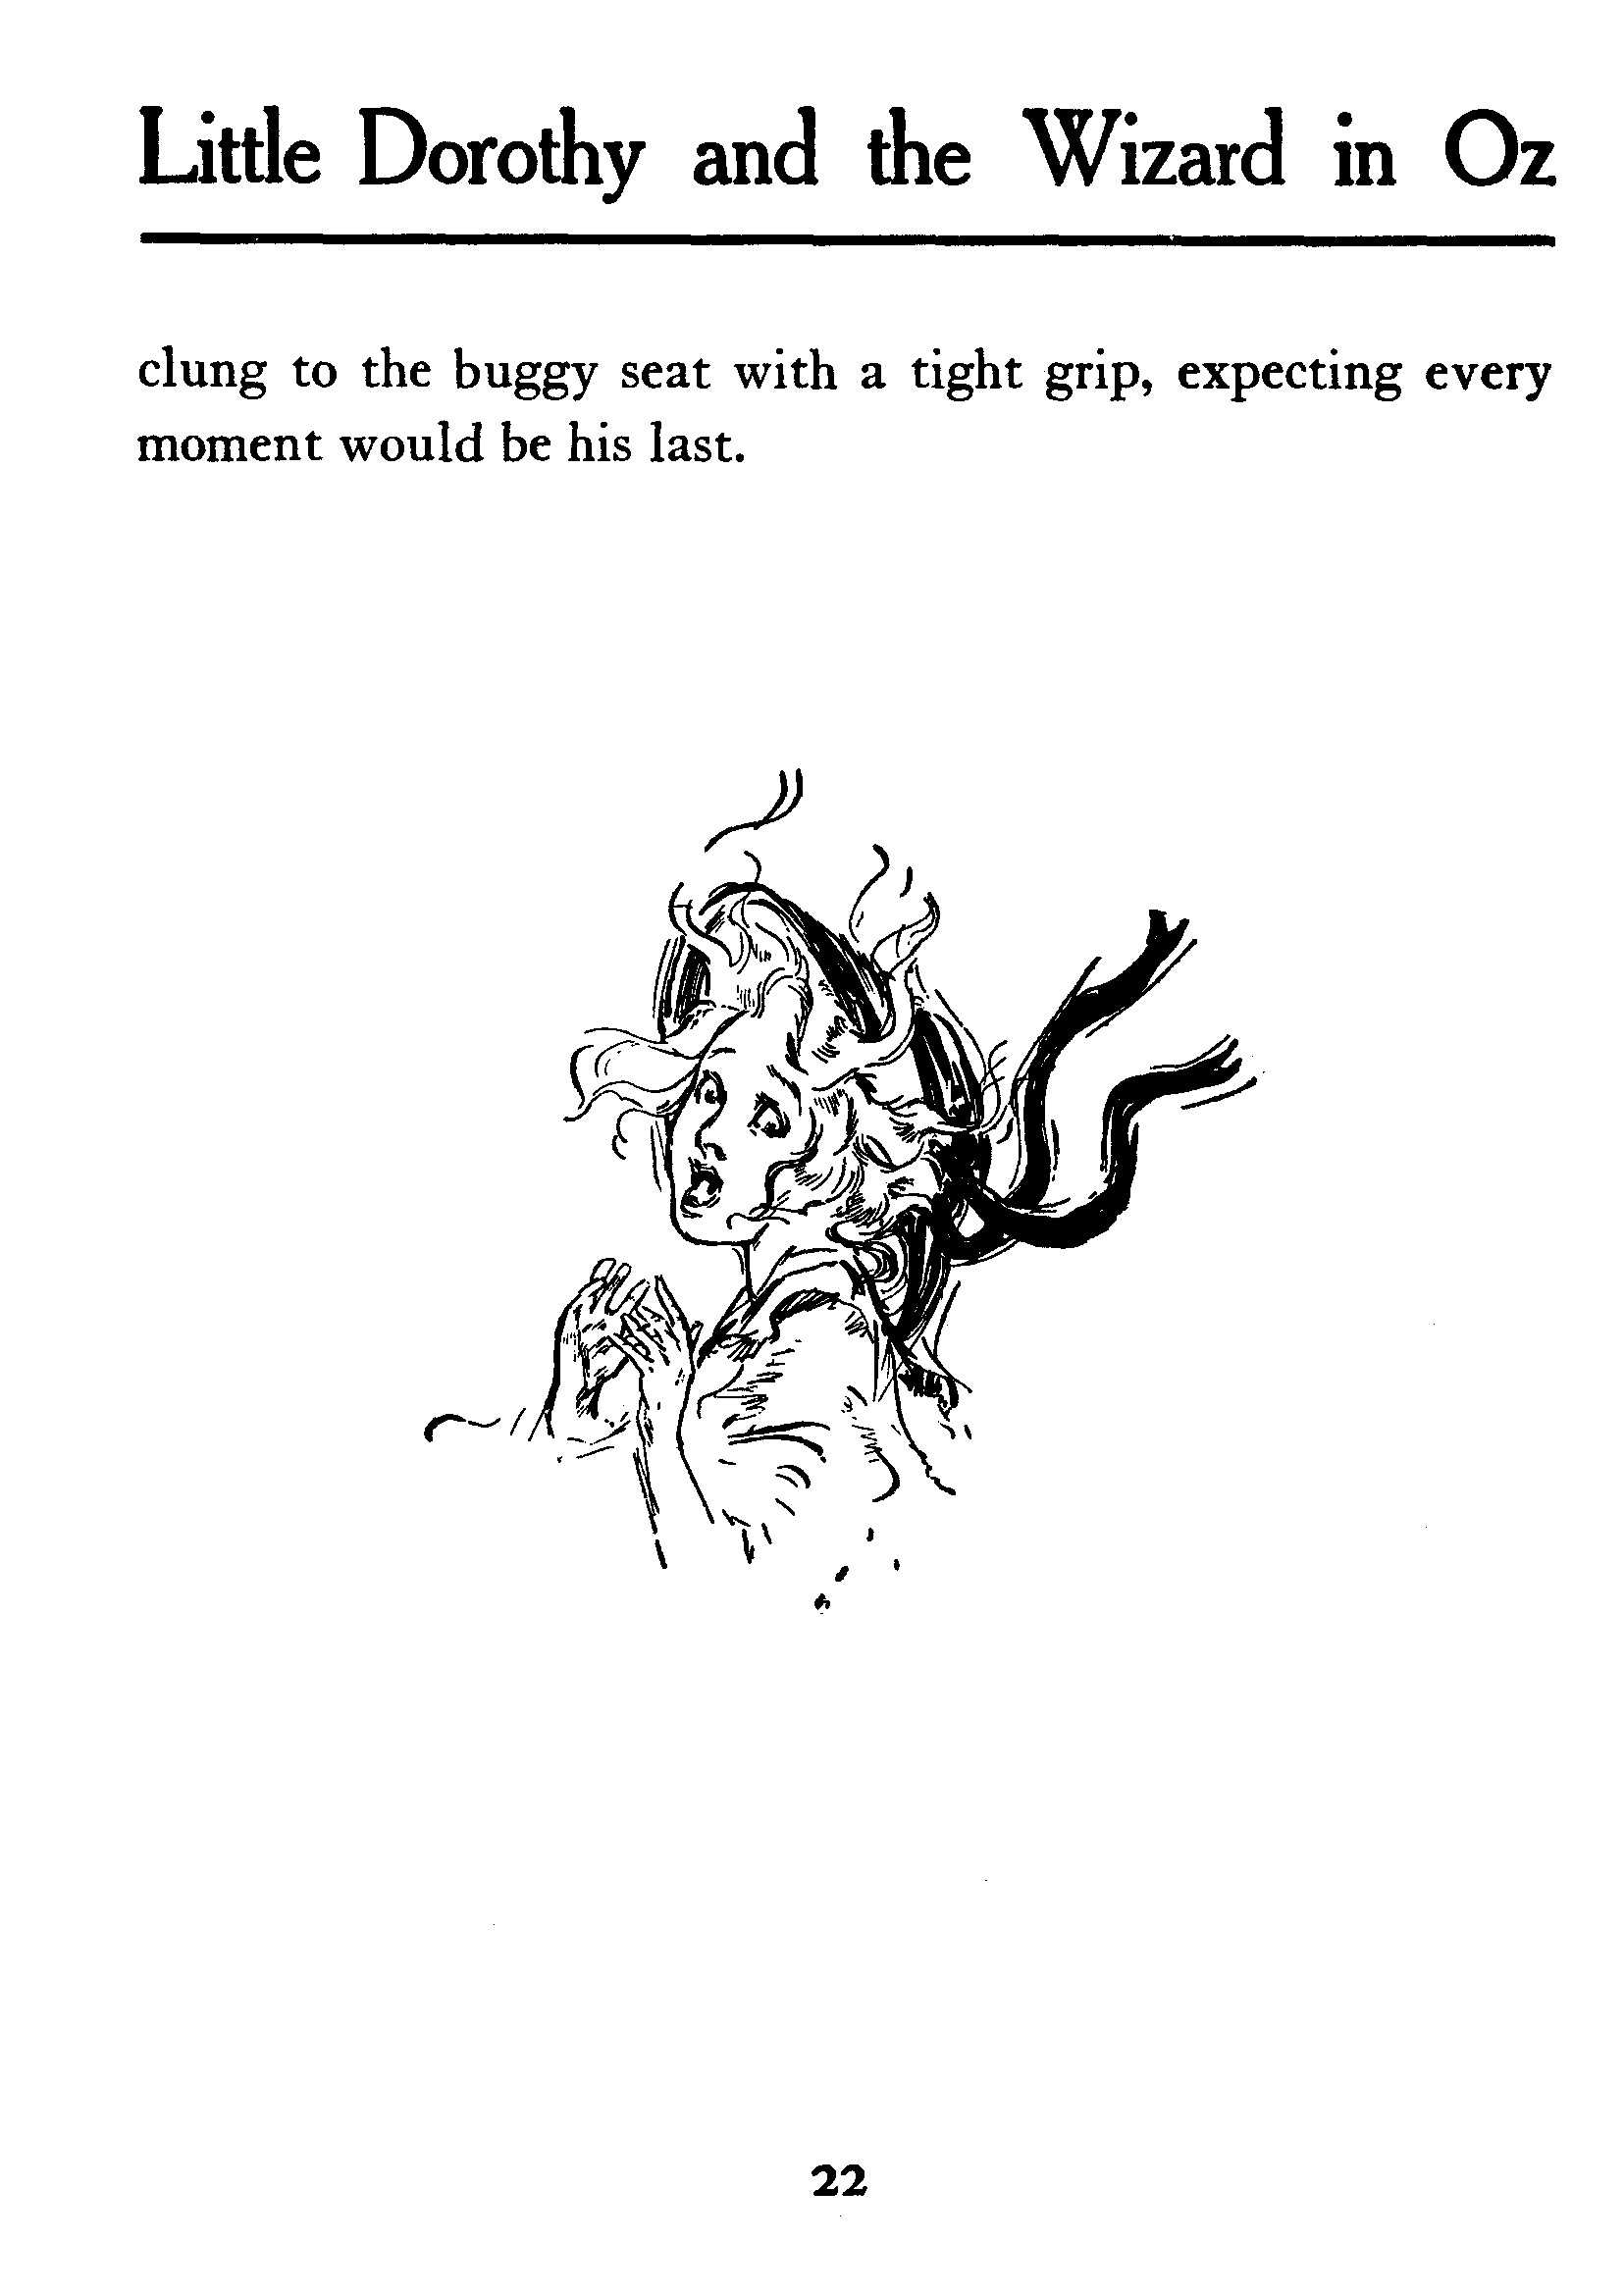 Little Dorothy and the Wizard in Oz
clung to the buggy seat with a tight grip, expecting every
moment would be his last.
22